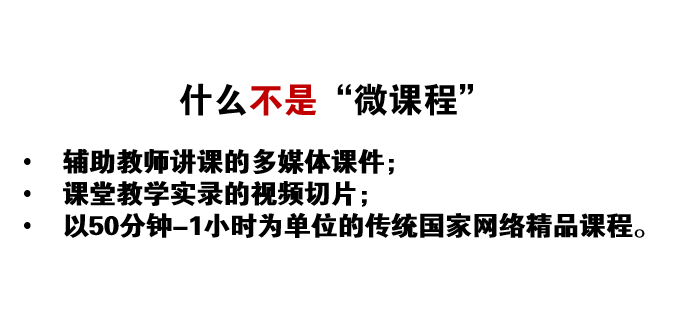 什么不是“微课程”
• 辅助教师讲课的多媒体课件；
• 课堂教学实录的视频切片；
• 以50分钟-1小时为单位的传统国家网络精品课程。